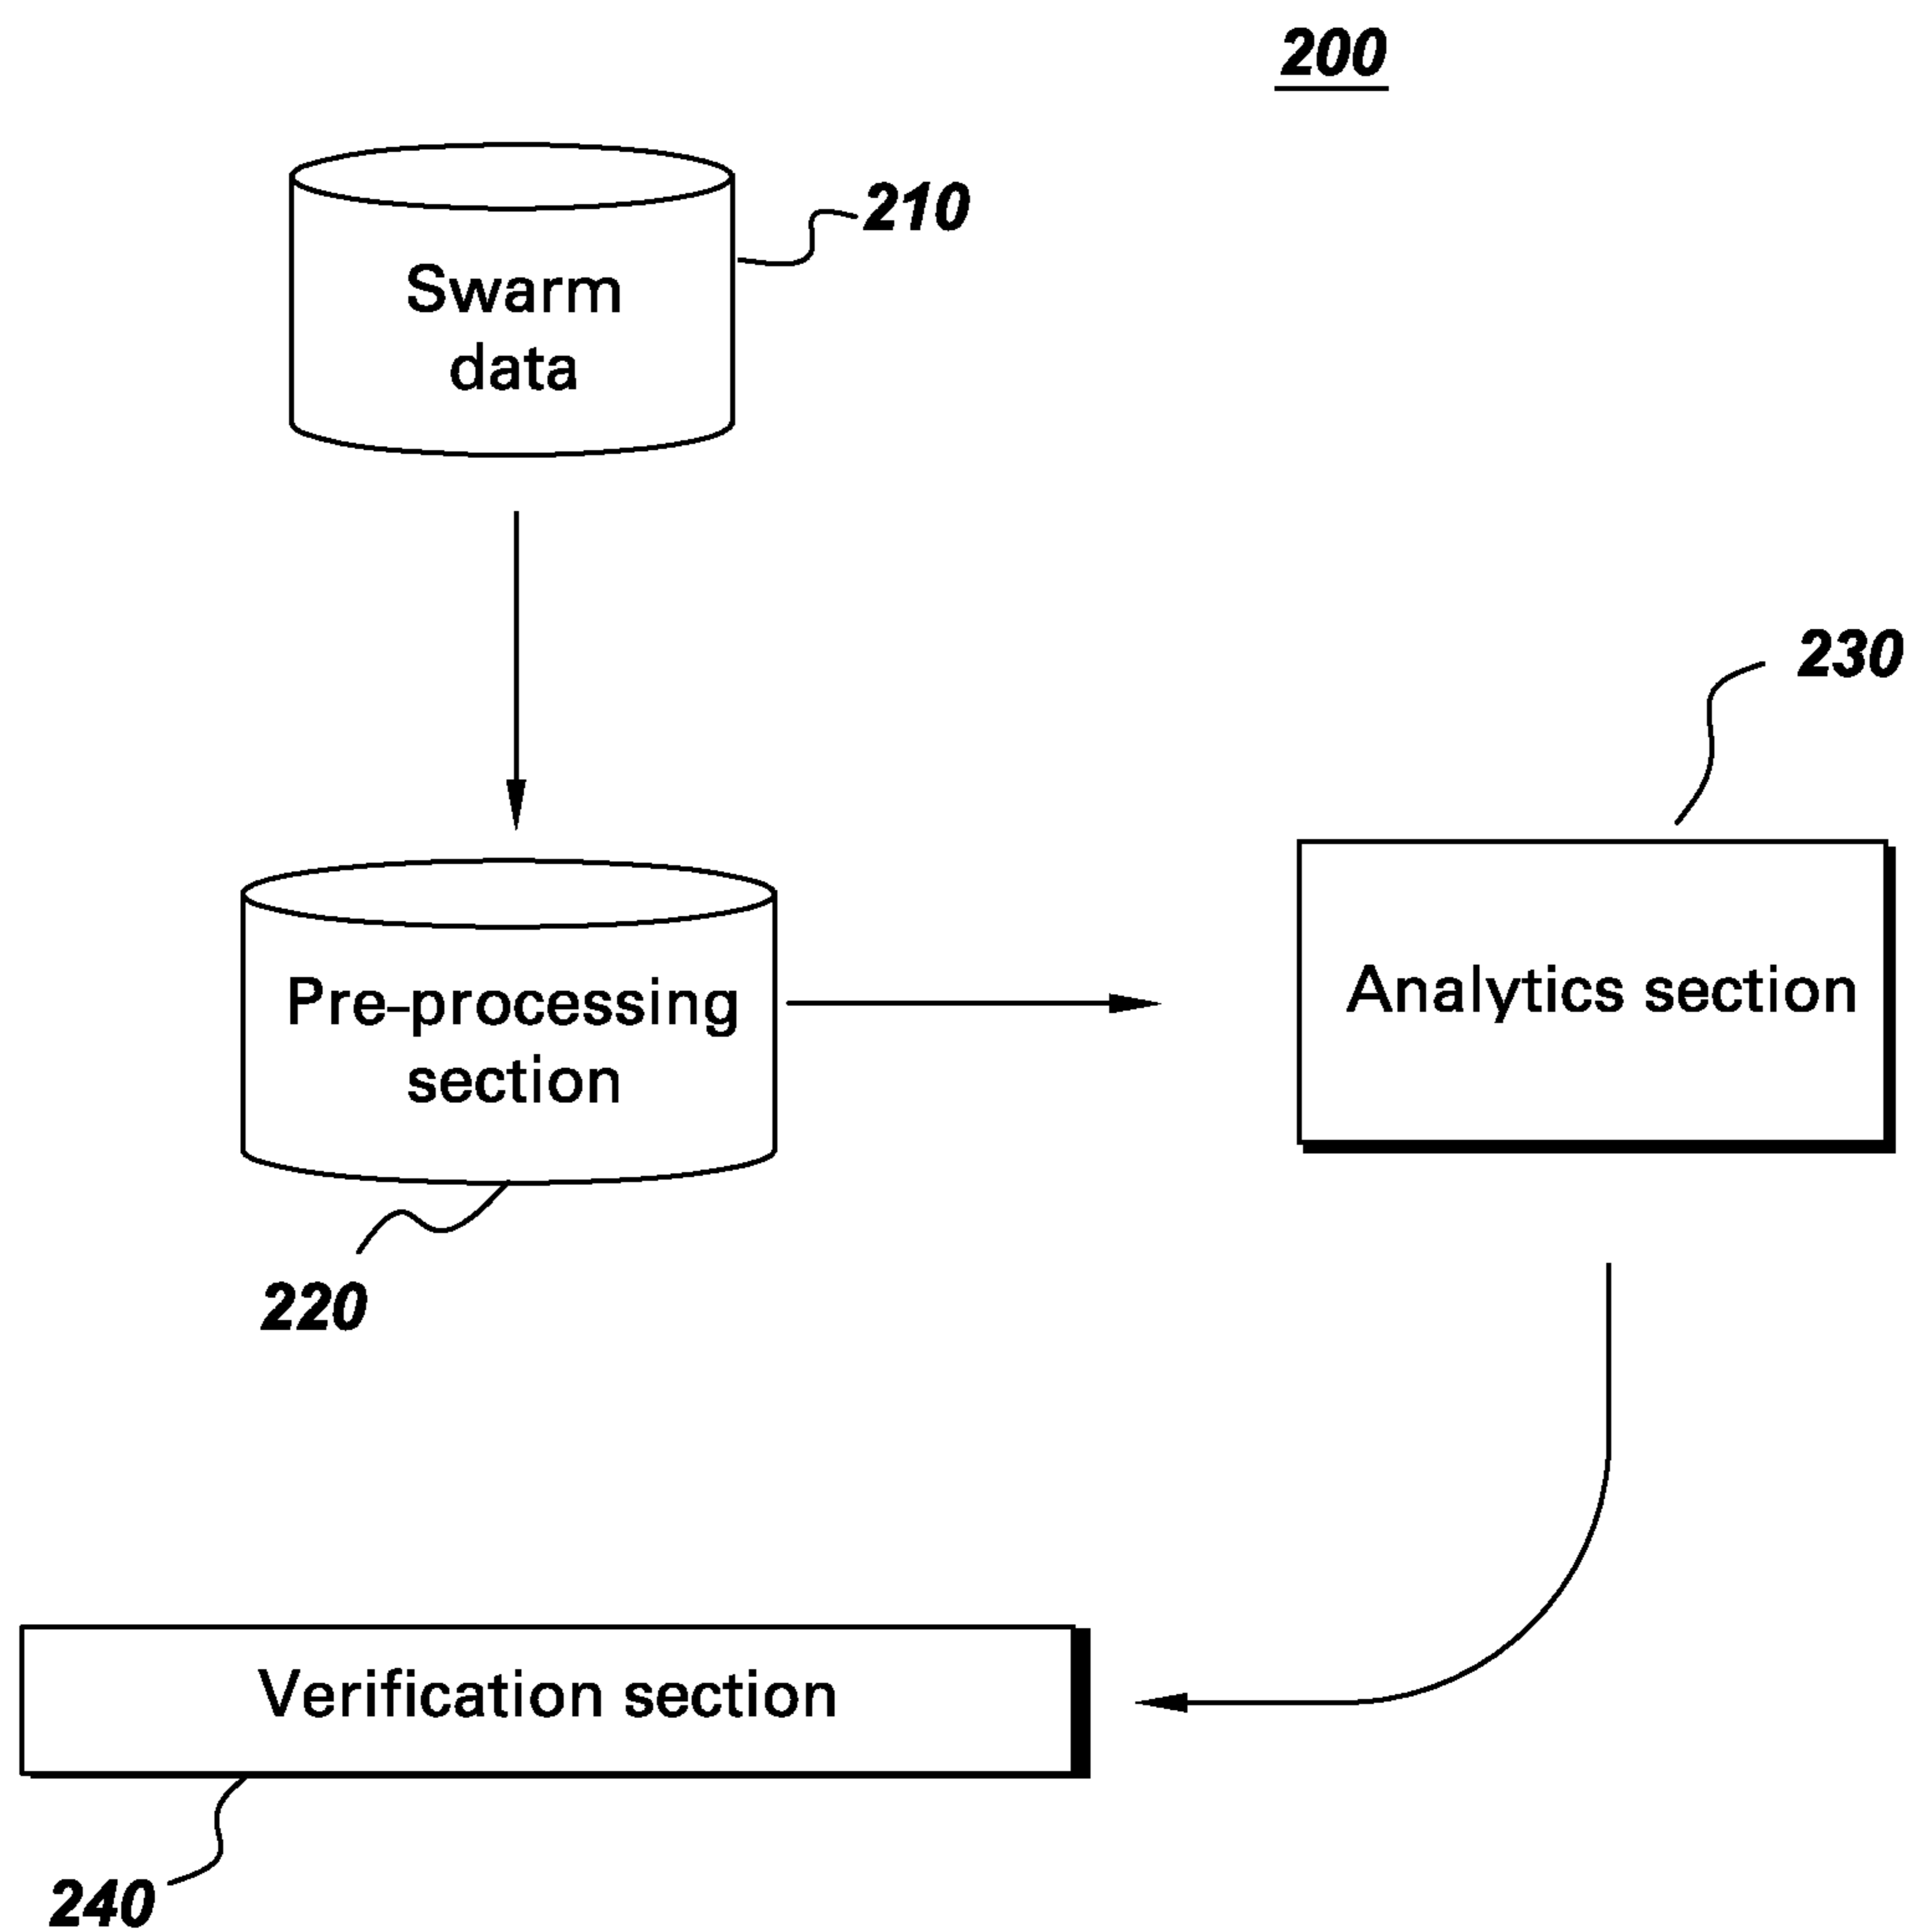 200
210
Swarm
data
230
Pre-processing
section
Analytics section
220
Verification section
240